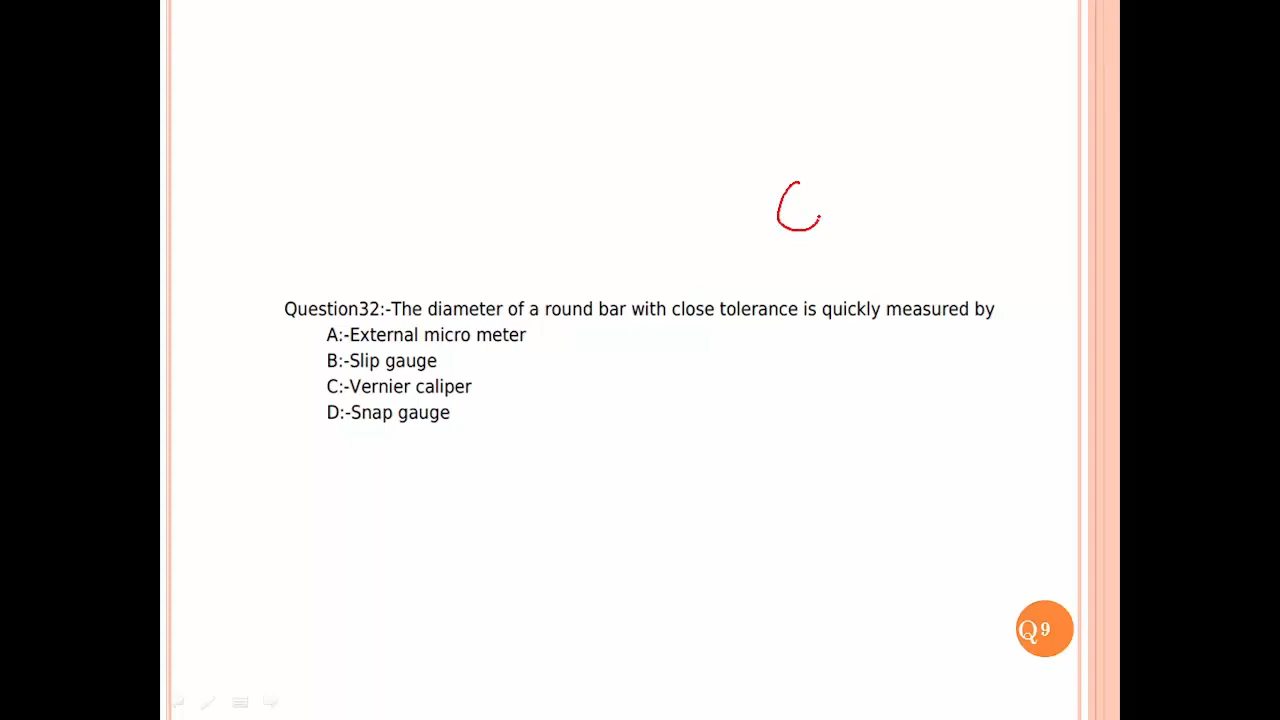 C
Question32:-The diameter of a round bar with close tolerance is quickly measured by
A:-External micro meter
B:-Slip gauge
C:-Vernier caliper
D:-Snap gauge
Q 9